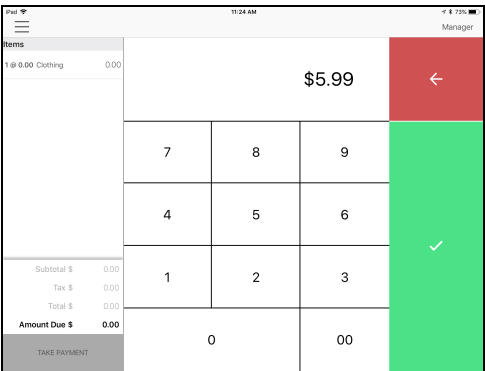 iPad
11:24 AM
73%
Manager
Items
1 @ 0.00 Clothing 0.00
$5.99
7 8 9
4 5 6
1 2 3
0 00
Subtotal $ 0.00
Tax $ 0.00
Total $ 0.00
Amount Due $ 0.00
TAKE PAYMENT